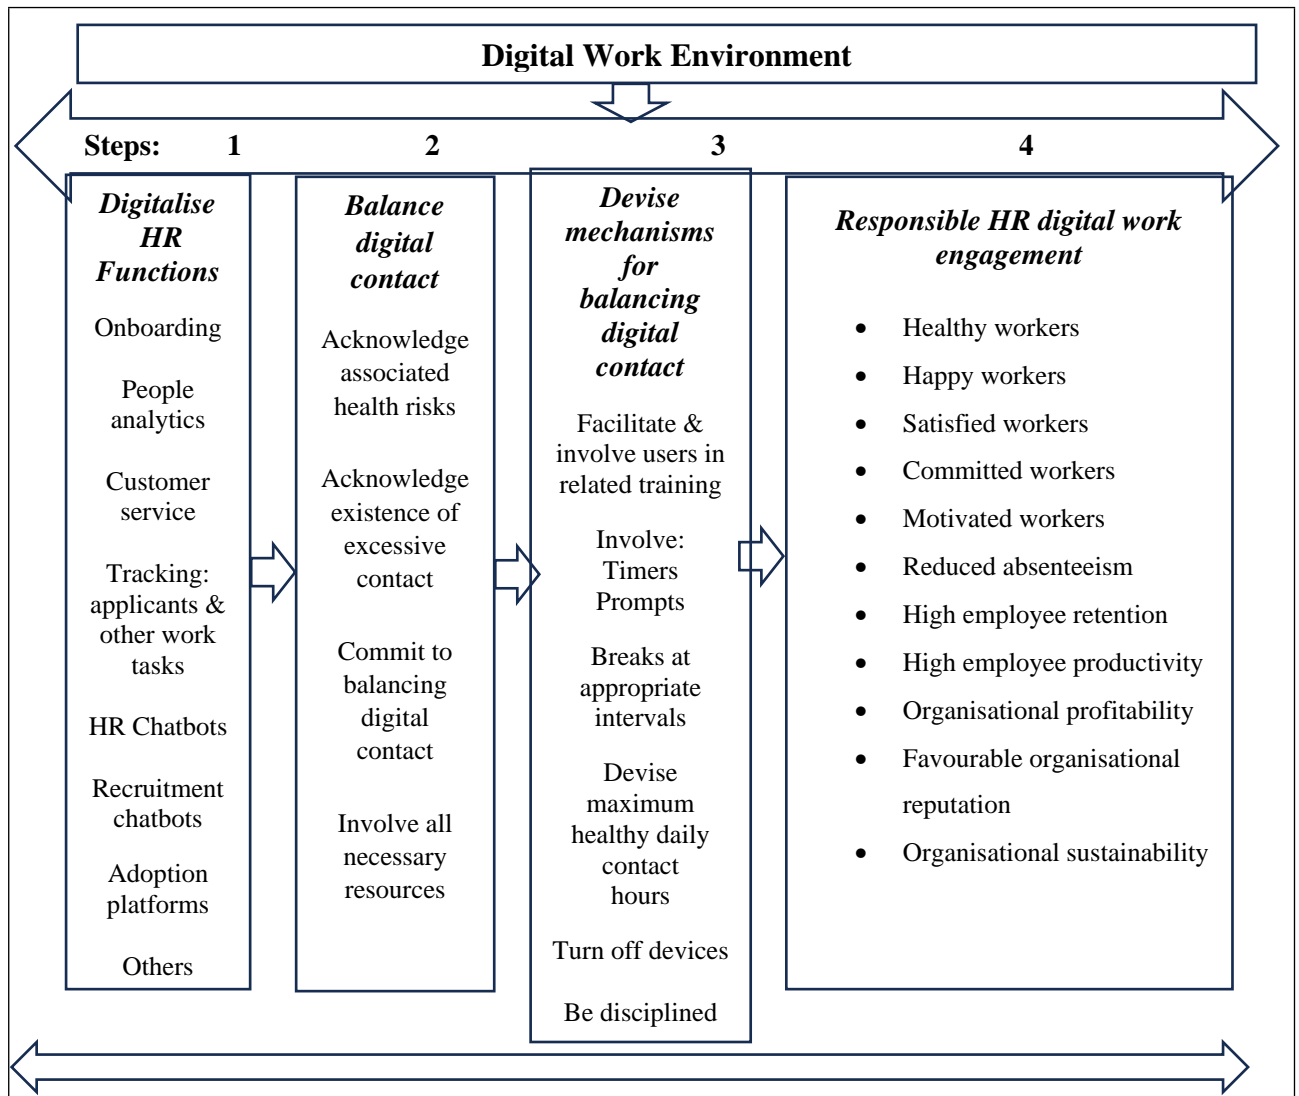 Digital Work Environment
Steps: 1 2 3 4
Digitalise
HR
Functions
Onboarding
People
analytics
Customer
service
Tracking:
applicants &
other work
tasks
HR Chatbots
Recruitment
chatbots
Adoption
platforms
Others
Balance
digital
contact
Acknowledge
associated
health risks
Acknowledge
existence of
excessive
contact
Commit to
balancing
digital
contact
Involve all
necessary
resources
Devise
mechanisms
for
balancing
digital
contact
Facilitate &
involve users in
related training
Involve:
Timers
Prompts
Breaks at
appropriate
intervals
Devise
maximum
healthy daily
contact
hours
Turn off devices
Be disciplined
Responsible HR digital work
engagement
• Healthy workers
• Happy workers
• Satisfied workers
• Committed workers
• Motivated workers
• Reduced absenteeism
• High employee retention
• High employee productivity
• Organisational profitability
• Favourable organisational
reputation
• Organisational sustainability